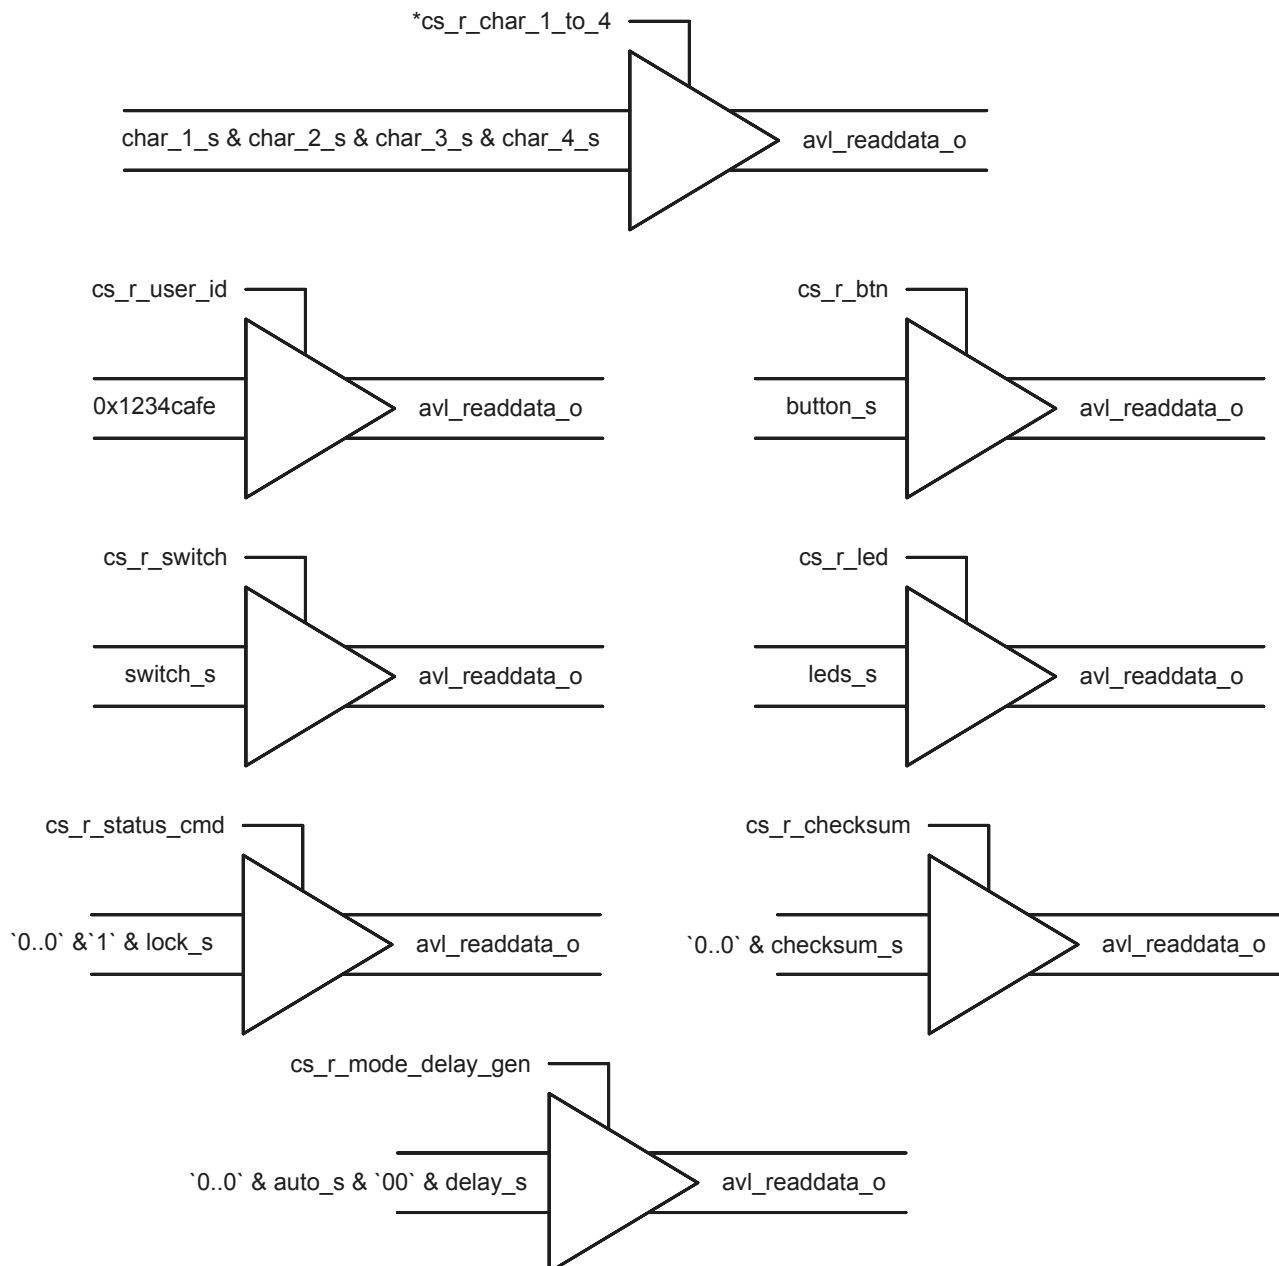 *cs_r_char_1_to_4
char_1_s & char_2_s & char_3_s & char_4_s
avl_readdata_o
cs_r_user_id
0x1234cafe
avl_readdata_o
cs_r_btn
button_s
avl_readdata_o
cs_r_switch
switch_s
avl_readdata_o
cs_r_led
leds_s
avl_readdata_o
cs_r_status_cmd
`0..0` &`1` & lock_s
avl_readdata_o
cs_r_checksum
`0..0` & checksum_s
avl_readdata_o
cs_r_mode_delay_gen
`0..0` & auto_s & `00` & delay_s
avl_readdata_o